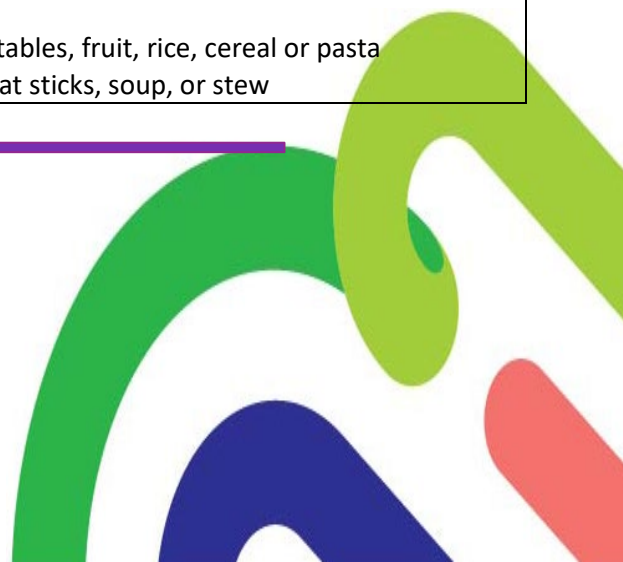 tables, fruit, rice, cereal or pasta
at sticks, soup, or stew